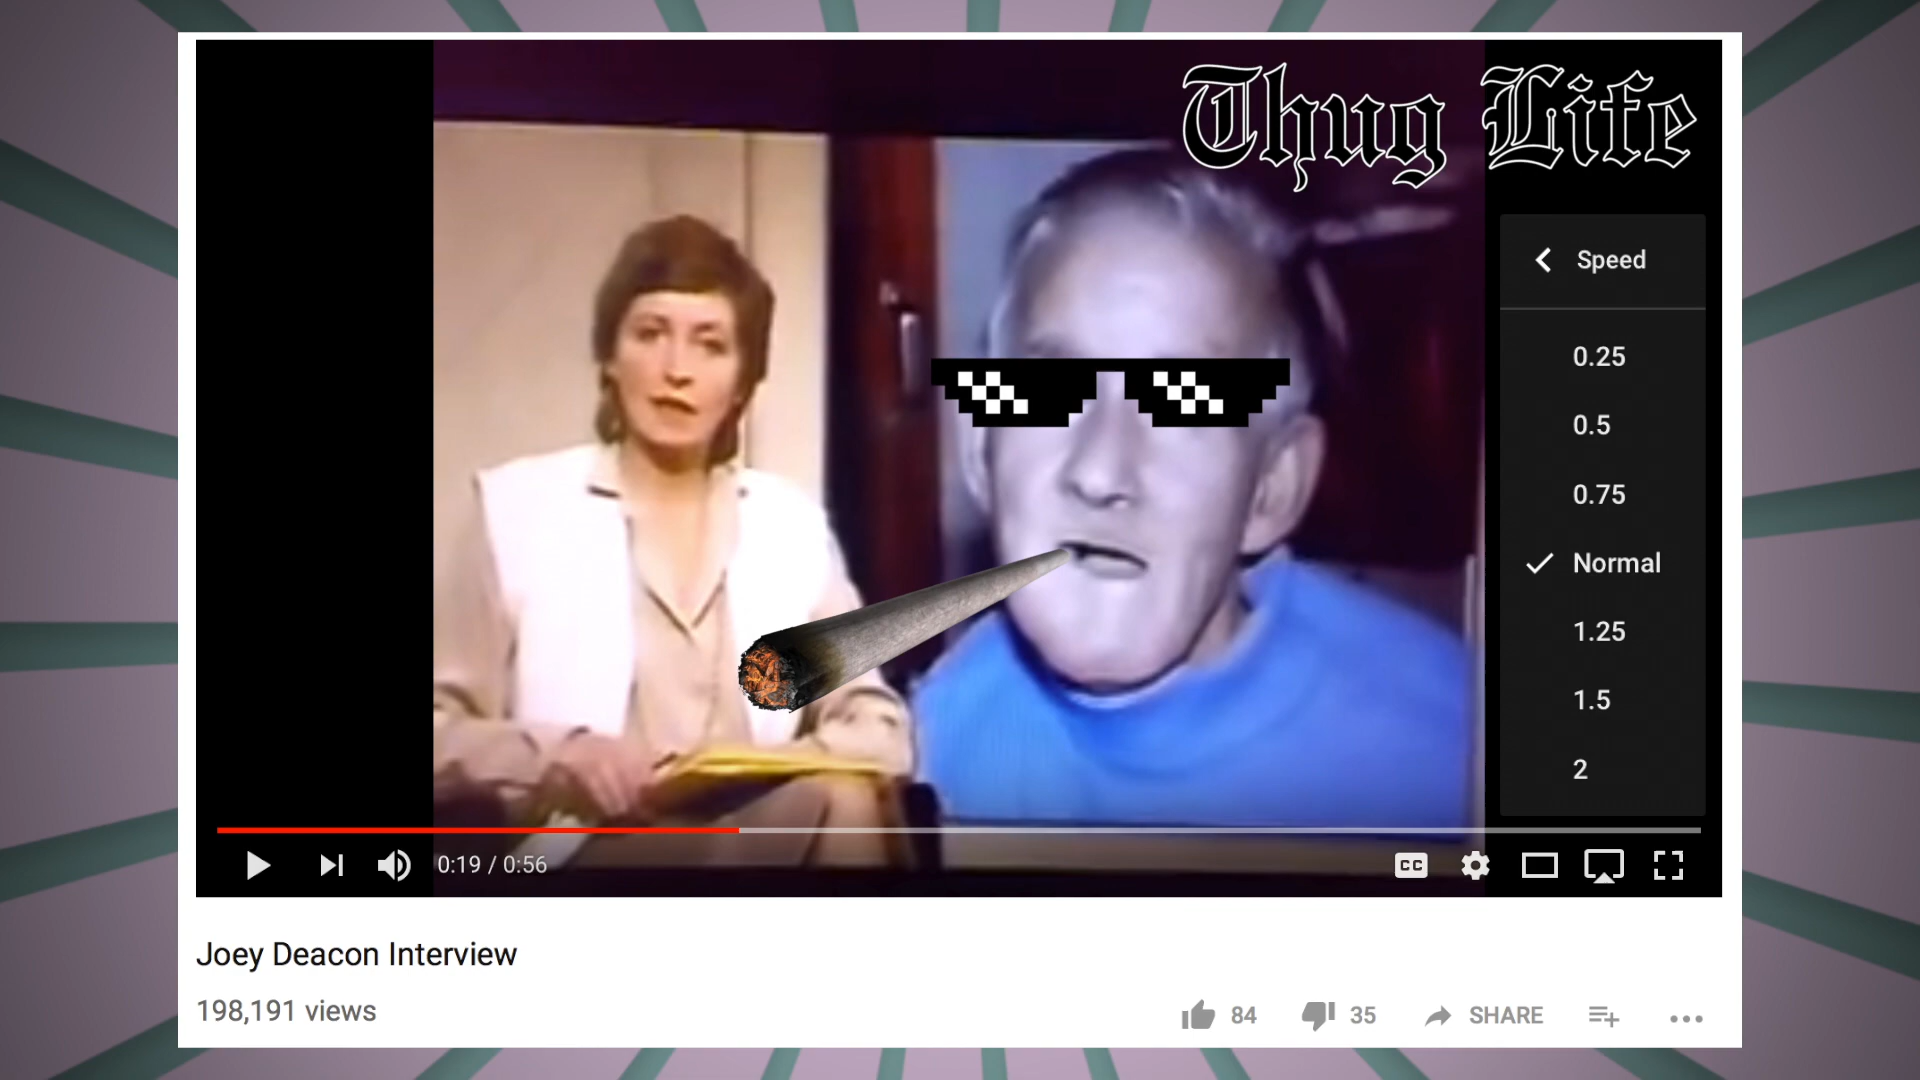 Thug Life
Speed
0.25
0.5
0.75
Normal
1.25
1.5
2
0:19 / 0:56
CC
Joey Deacon Interview
198,191 views
84
35
SHARE